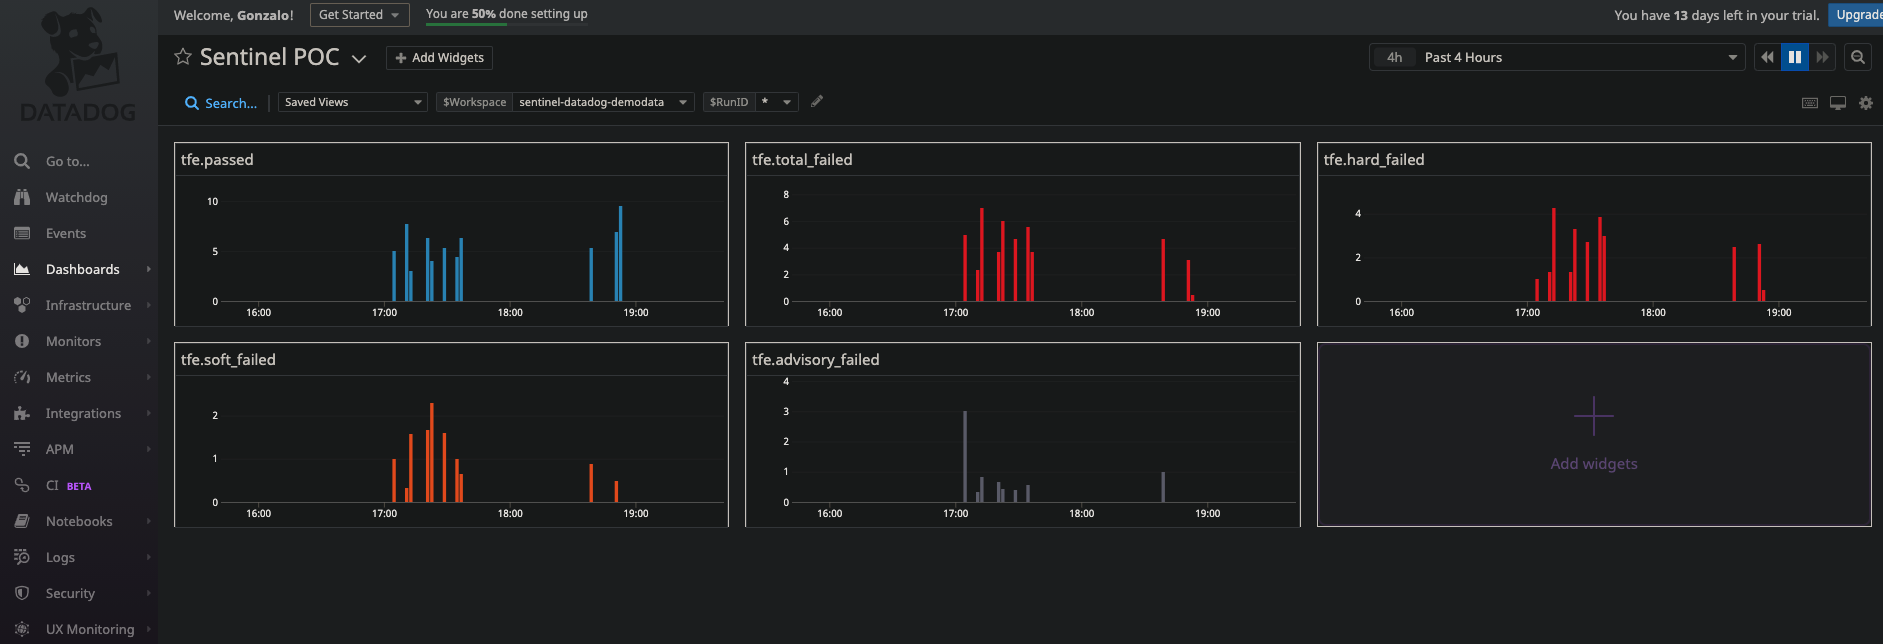 Welcome, Gonzalo!
Get Started
You are 50% done setting up
You have 13 days left in your trial.
Upgrade
DATADOG
Sentinel POC
Add Widgets
4h Past 4 Hours
Search...
Saved Views
$Workspace sentinel-datadog-demodata
$RunID *
Go to...
Watchdog
Events
Dashboards
Infrastructure
Monitors
Metrics
Integrations
APM
CI BETA
Notebooks
Logs
Security
UX Monitoring
tfe.passed
10
5
0
16:00 17:00 18:00 19:00
tfe.total_failed
8
6
4
2
0
16:00 17:00 18:00 19:00
tfe.hard_failed
4
2
0
16:00 17:00 18:00 19:00
tfe.soft_failed
2
1
0
16:00 17:00 18:00 19:00
tfe.advisory_failed
4
3
2
1
0
16:00 17:00 18:00 19:00
Add widgets